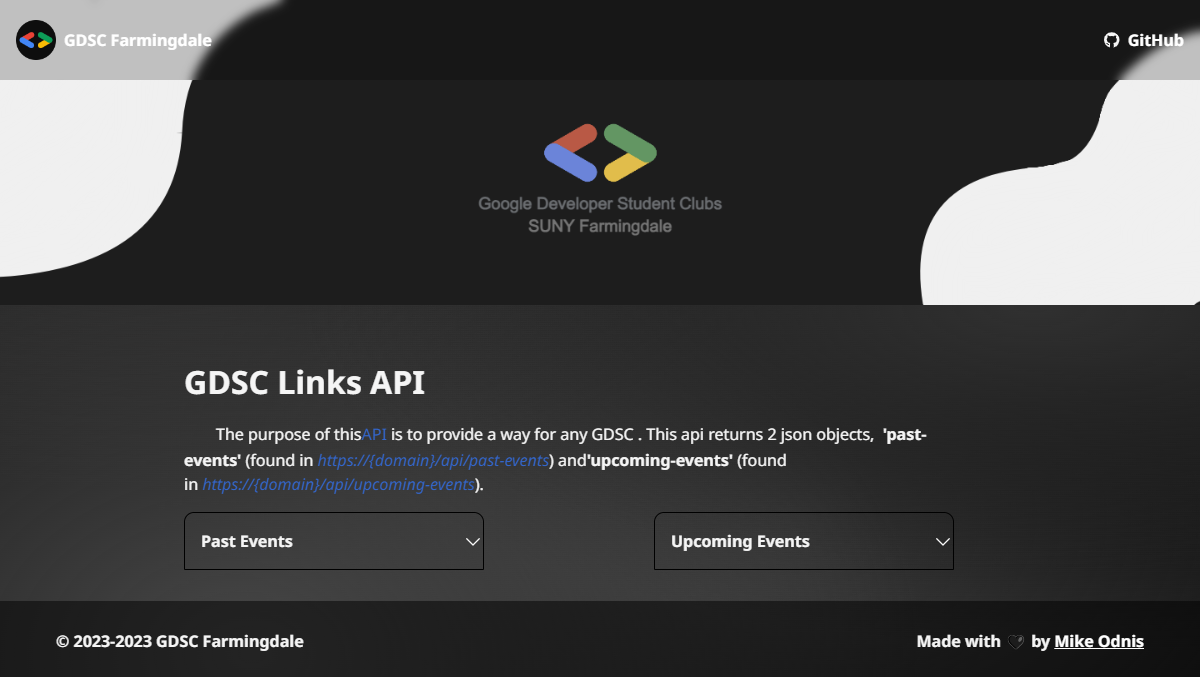 GDSC Farmingdale
GitHub
Google Developer Student Clubs
SUNY Farmingdale
GDSC Links API
The purpose of thisAPI is to provide a way for any GDSC . This api returns 2 json objects, 'past-
events' (found in https://{domain}/api/past-events) and'upcoming-events' (found
in https://{domain}/api/upcoming-events).
Past Events
Upcoming Events
© 2023-2023 GDSC Farmingdale
Made with 🖤 by Mike Odnis